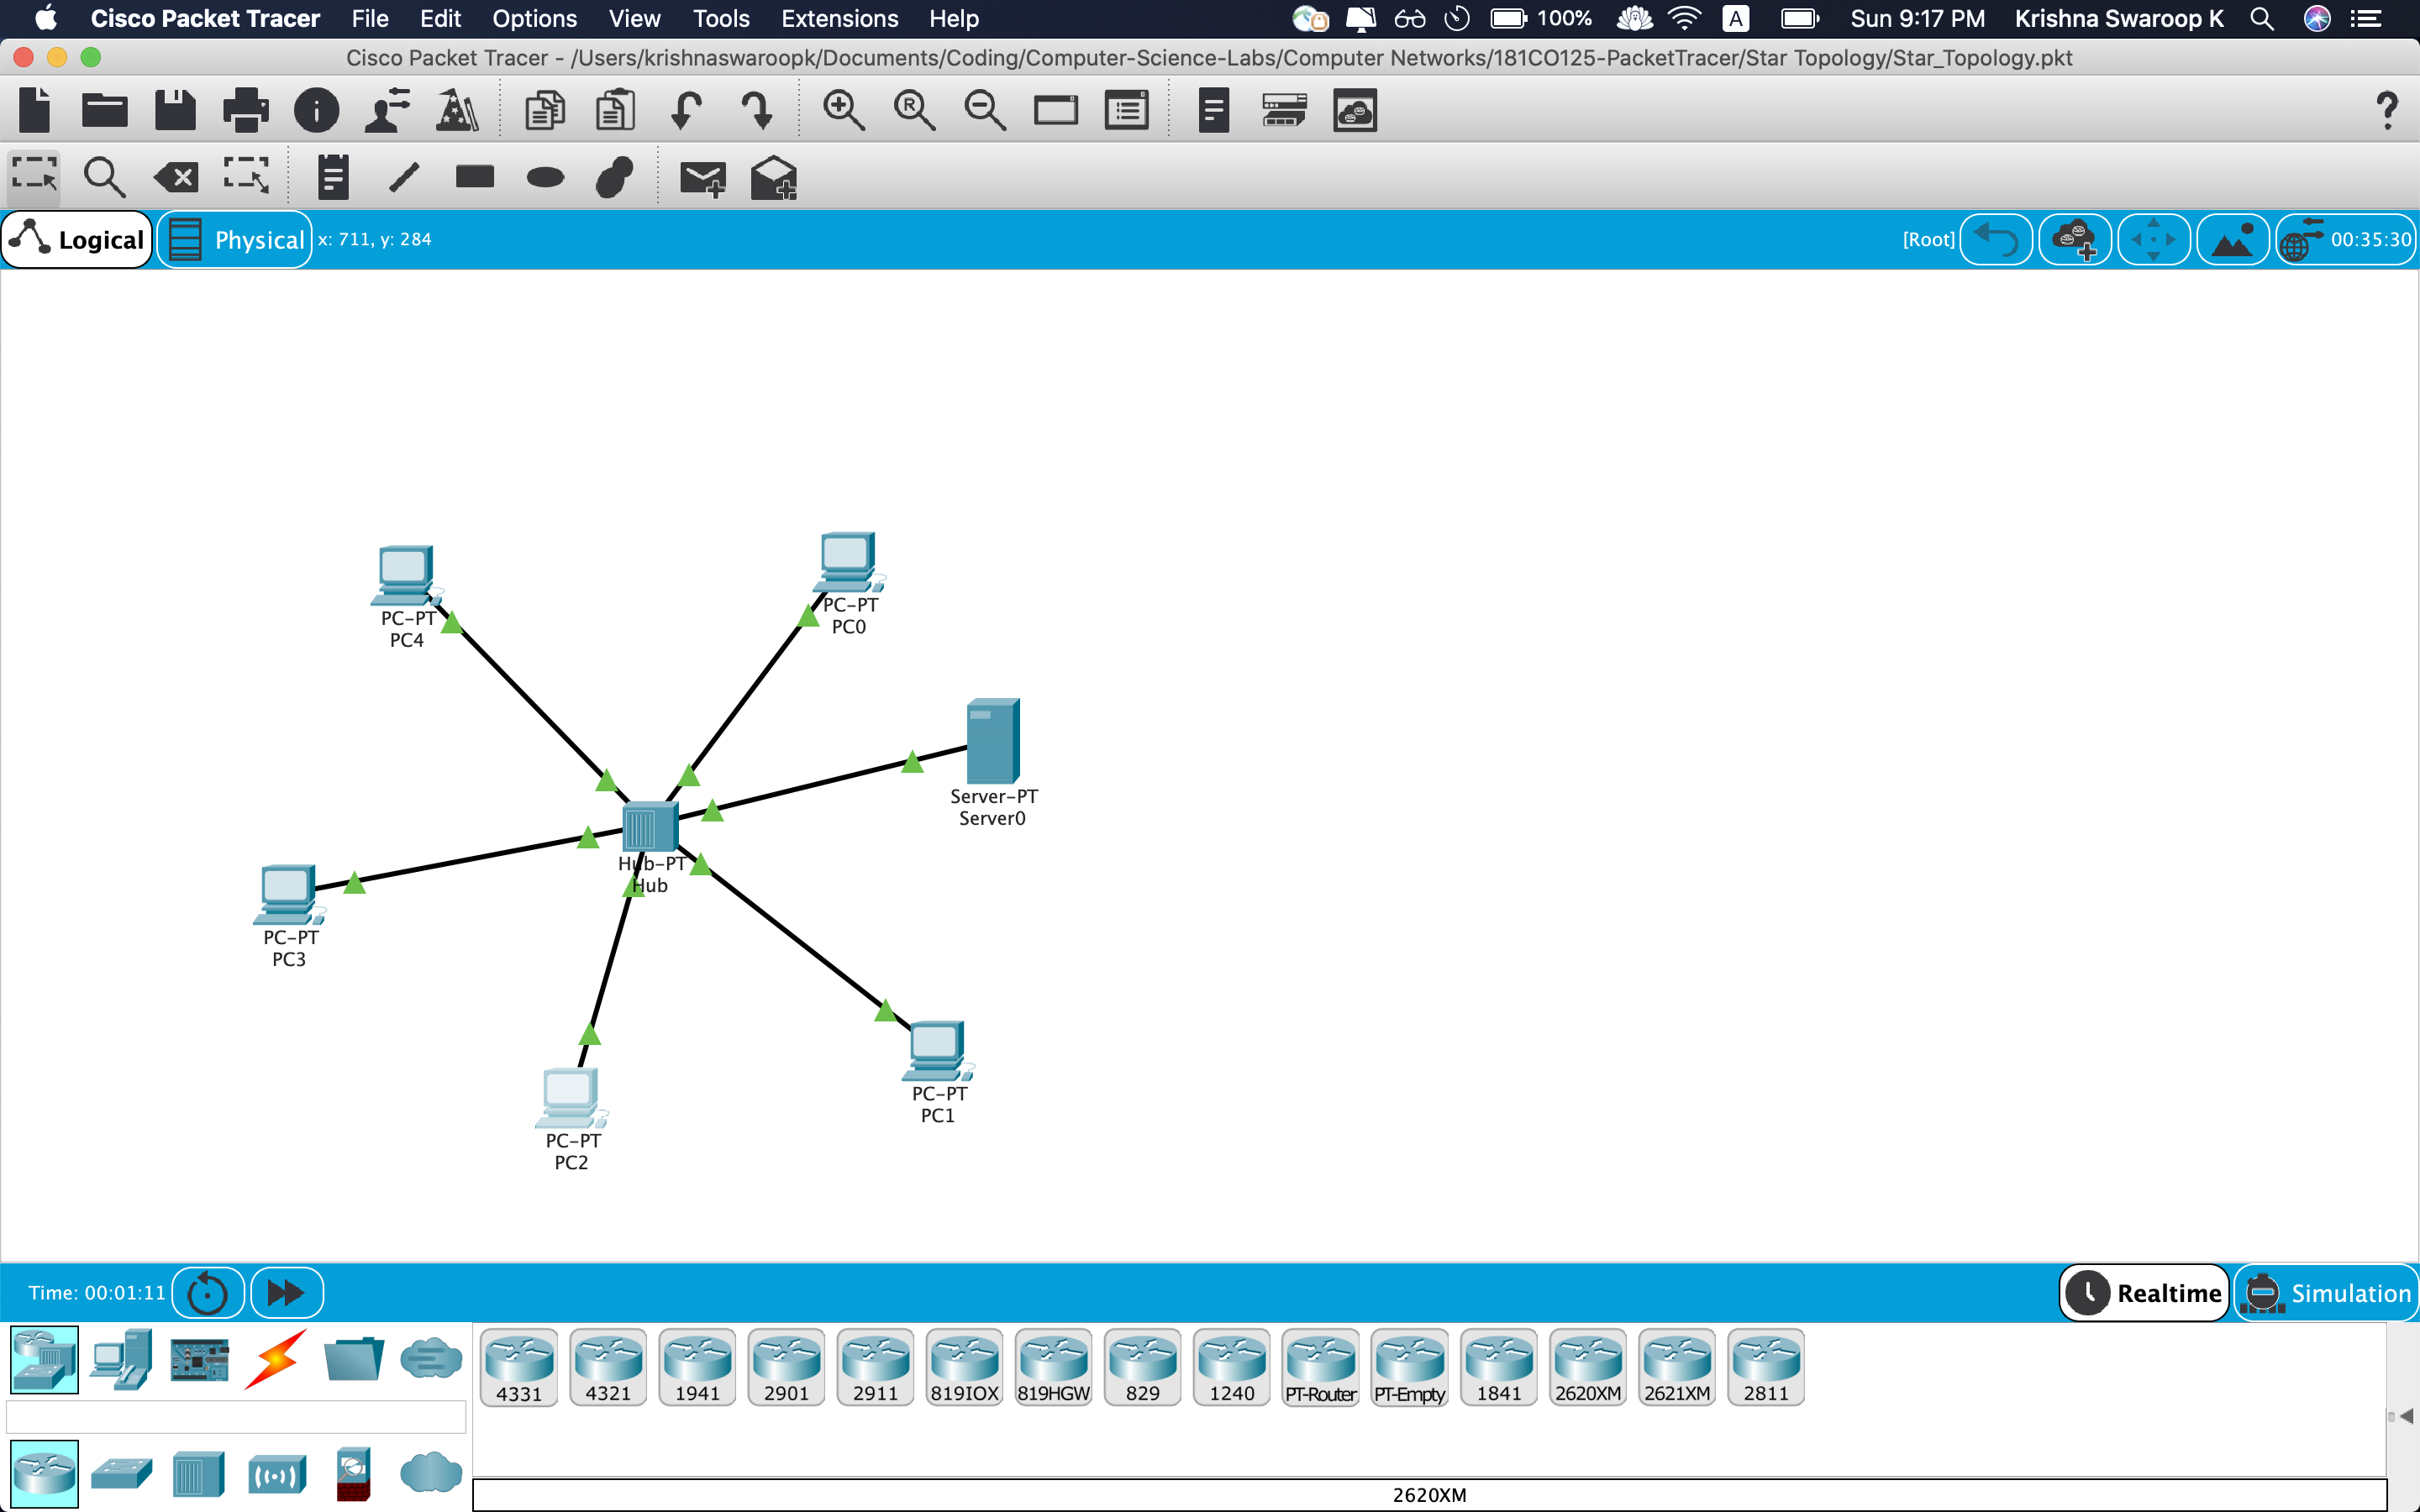 Cisco Packet Tracer File Edit Options View Tools Extensions Help 100% A Sun 9:17 PM Krishna Swaroop K
Cisco Packet Tracer - /Users/krishnaswaroopk/Documents/Coding/Computer-Science-Labs/Computer Networks/181CO125-PacketTracer/Star Topology/Star_Topology.pkt
R
?
Logical Physical x: 711, y: 284 [Root] 00:35:30
PC-PT
PC4
PC-PT
PC0
Server-PT
Server0
Hub-PT
Hub
PC-PT
PC3
PC-PT
PC1
PC-PT
PC2
Time: 00:01:11 Realtime Simulation
4331 4321 1941 2901 2911 819IOX 819HGW 829 1240 PT-Router PT-Empty 1841 2620XM 2621XM 2811
2620XM